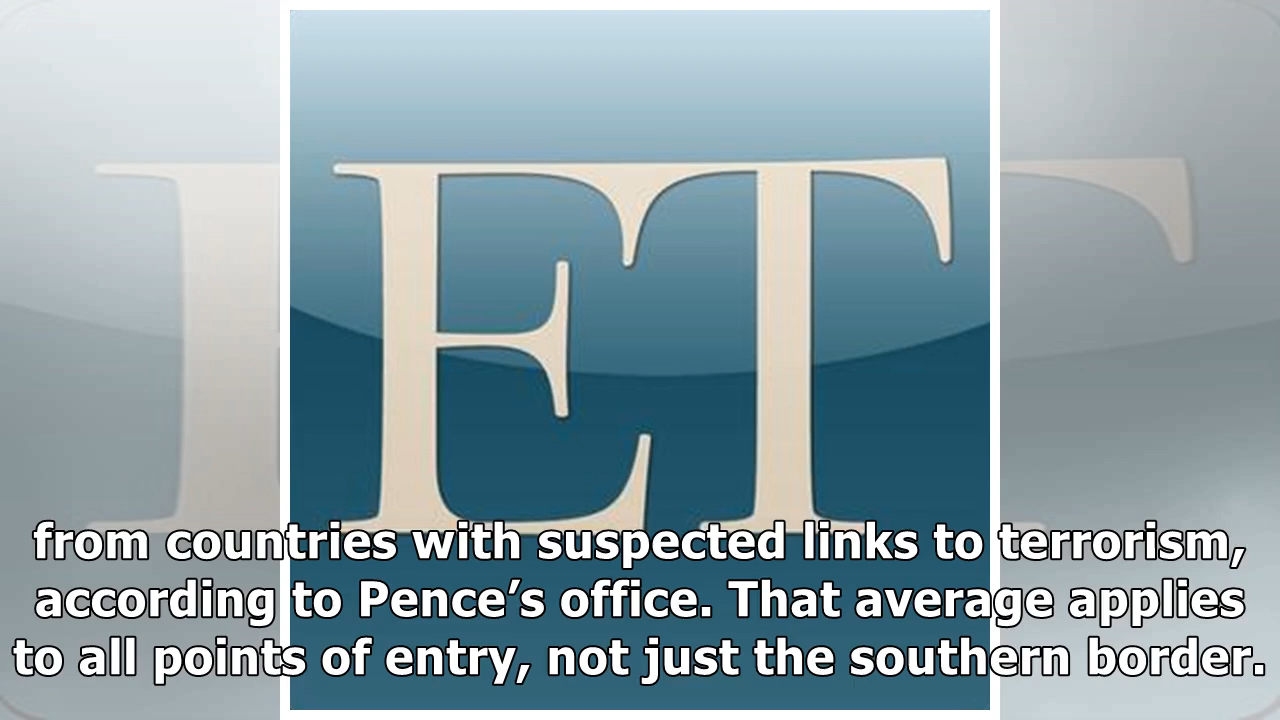 ET
from countries with suspected links to terrorism,
according to Pence’s office. That average applies
to all points of entry, not just the southern border.